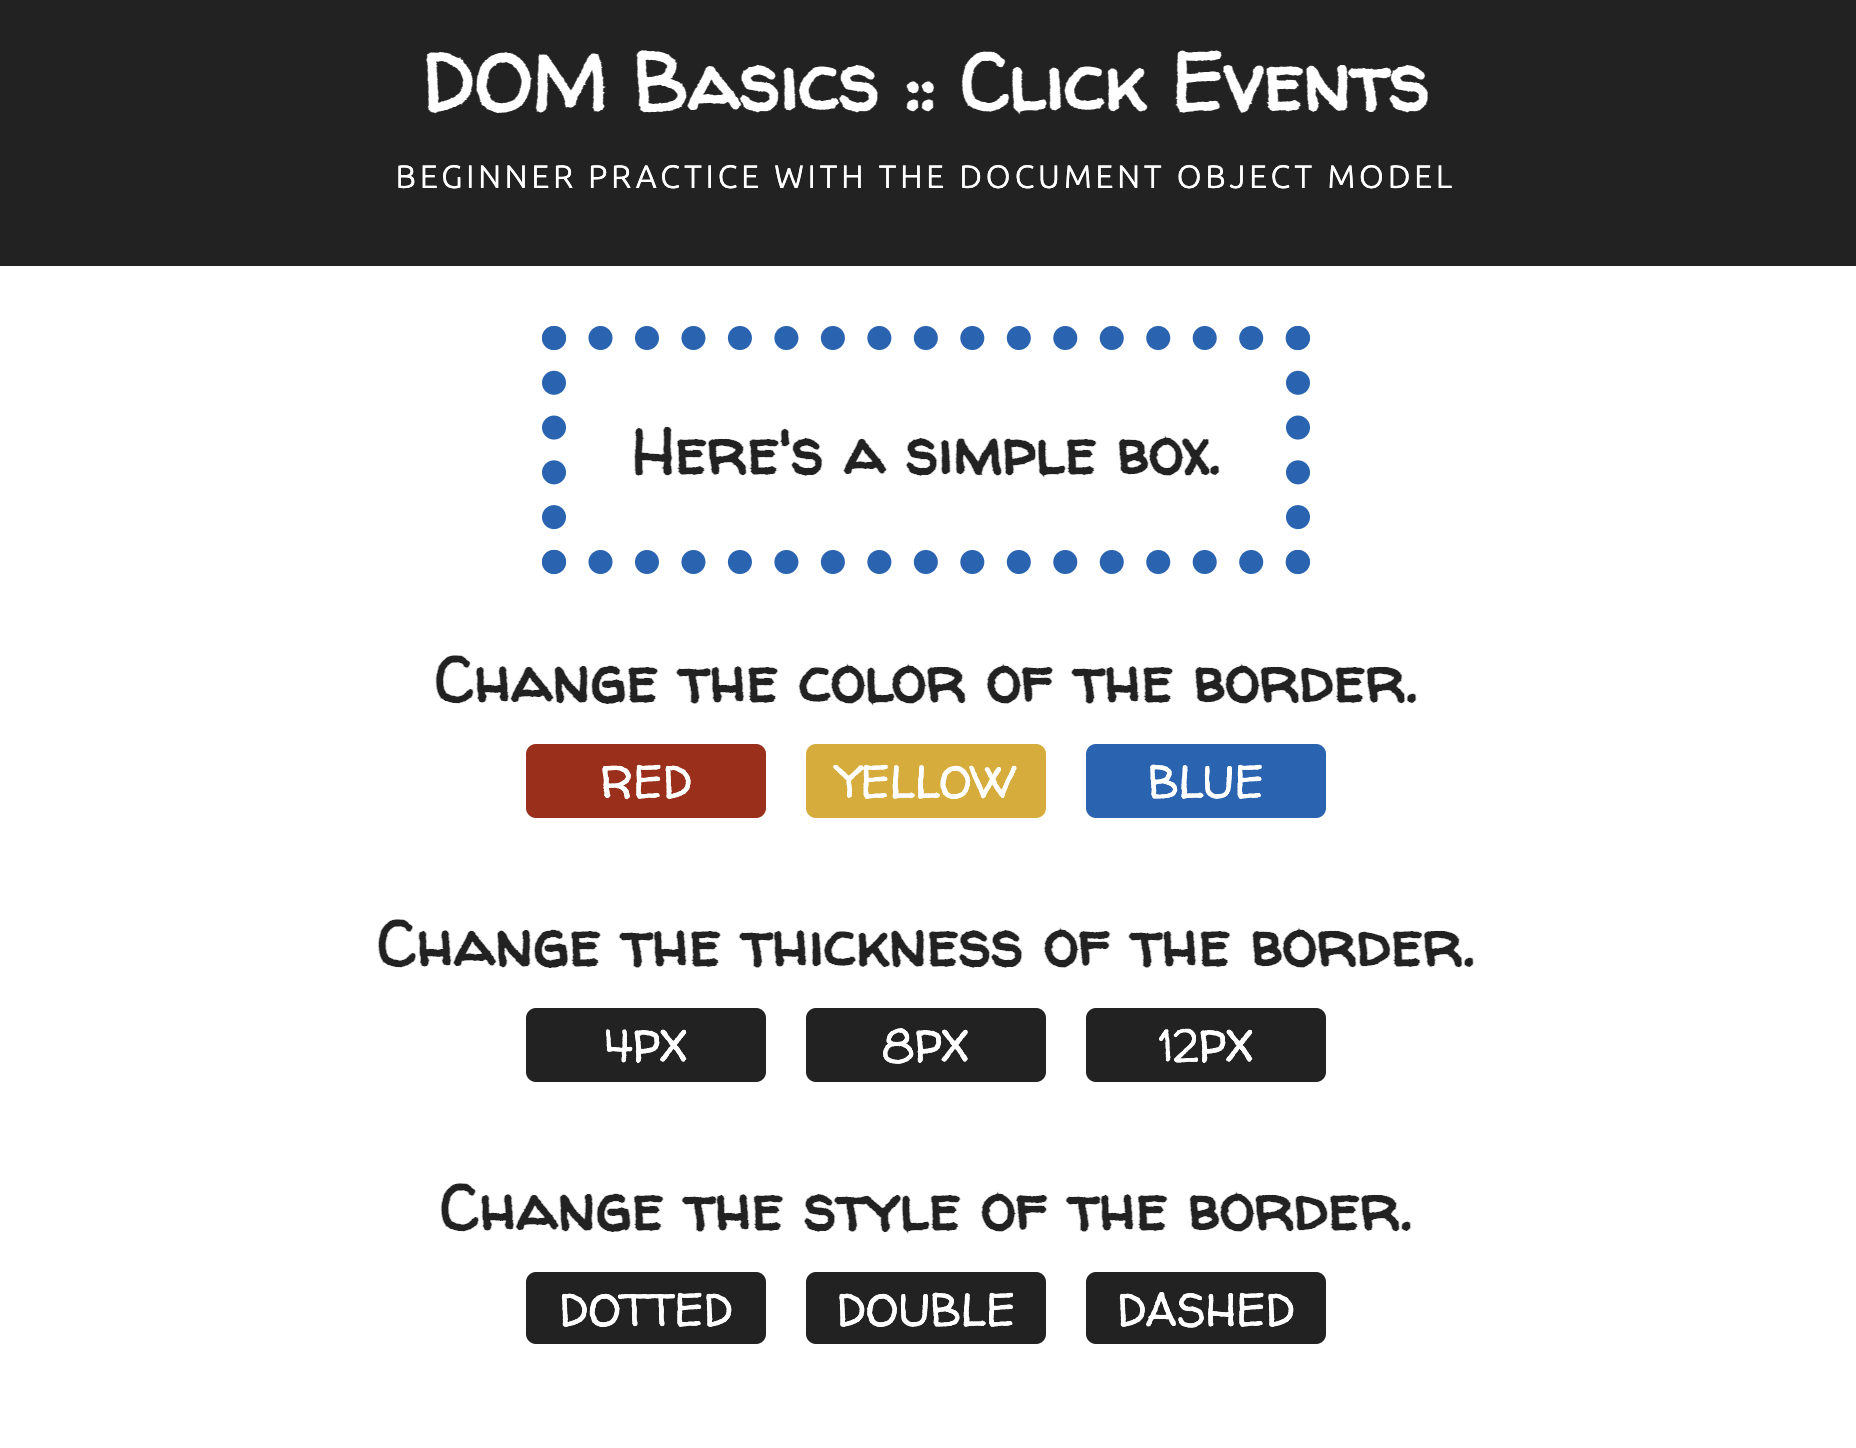 DOM Basics :: Click Events
BEGINNER PRACTICE WITH THE DOCUMENT OBJECT MODEL
Here's a simple box.
Change the color of the border.
RED
YELLOW
BLUE
Change the thickness of the border.
4PX
8PX
12PX
Change the style of the border.
DOTTED
DOUBLE
DASHED